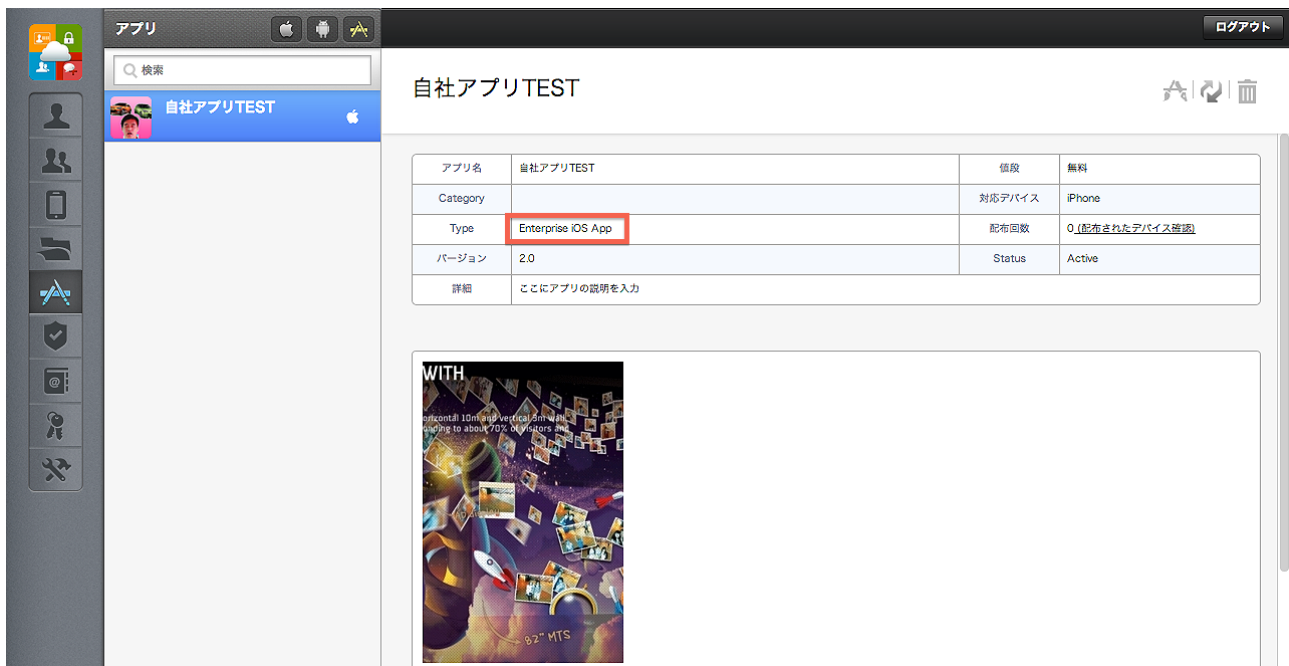 アプリ
ログアウト
検索
自社アプリTEST
自社アプリTEST
アプリ名 自社アプリTEST 値段 無料
Category 対応デバイス iPhone
Type Enterprise iOS App 配布回数 0 (配布されたデバイス確認)
バージョン 2.0 Status Active
詳細 ここにアプリの説明を入力
WITH
orizontal 10m and vertical 3m wall
oading to about 70% of visitors and
82" MTS